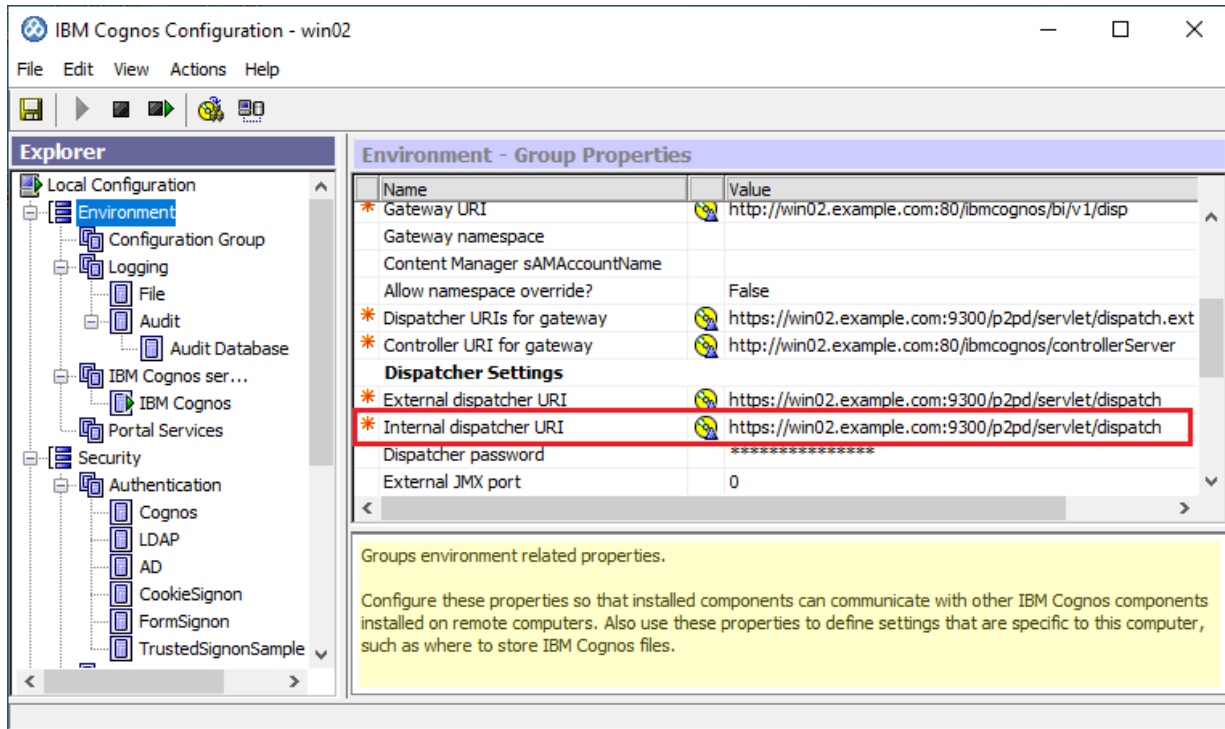 IBM Cognos Configuration - win02
File Edit View Actions Help
Explorer
Local Configuration
Environment
Configuration Group
Logging
File
Audit
Audit Database
IBM Cognos ser...
IBM Cognos
Portal Services
Security
Authentication
Cognos
LDAP
AD
CookieSignon
FormSignon
TrustedSignonSample
Environment - Group Properties
Name Value
* Gateway URI http://win02.example.com:80/ibmcognos/bi/v1/disp
Gateway namespace
Content Manager sAMAccountName
Allow namespace override? False
* Dispatcher URIs for gateway https://win02.example.com:9300/p2pd/servlet/dispatch.ext
* Controller URI for gateway http://win02.example.com:80/ibmcognos/controllerServer
Dispatcher Settings
* External dispatcher URI https://win02.example.com:9300/p2pd/servlet/dispatch
* Internal dispatcher URI https://win02.example.com:9300/p2pd/servlet/dispatch
Dispatcher password ***************
External JMX port 0
Groups environment related properties.
Configure these properties so that installed components can communicate with other IBM Cognos components
installed on remote computers. Also use these properties to define settings that are specific to this computer,
such as where to store IBM Cognos files.